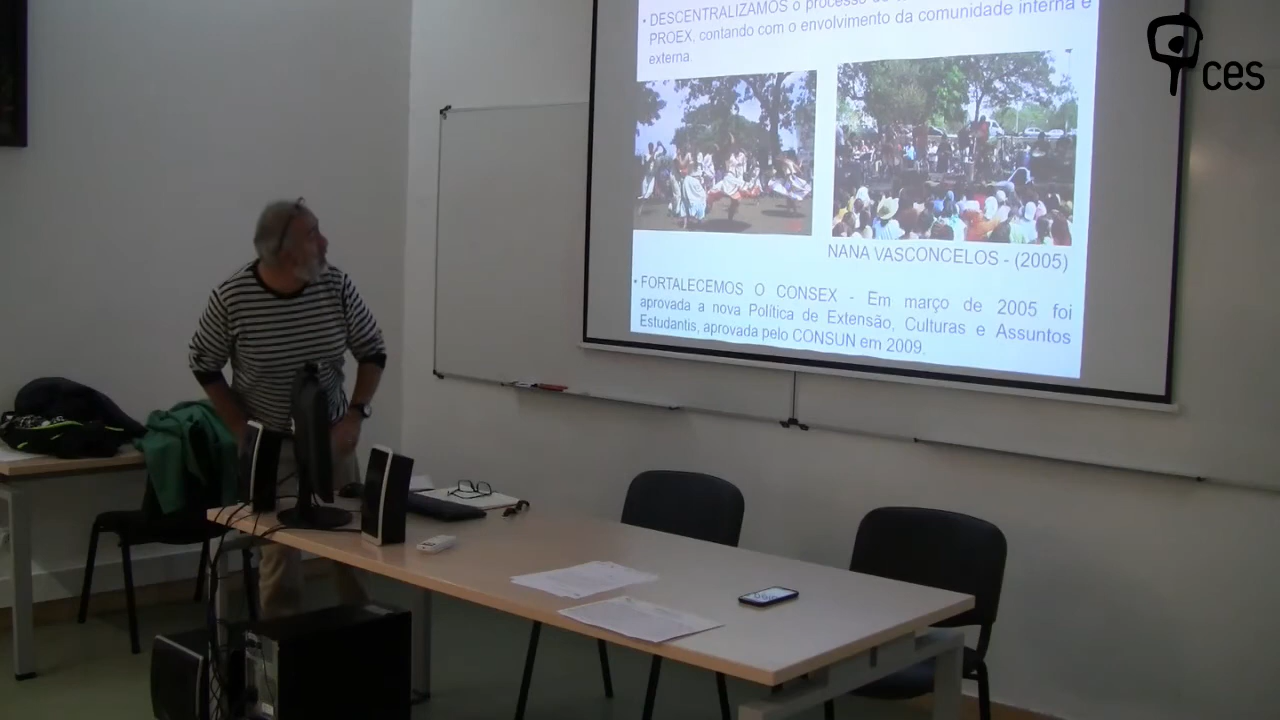 • DESCENTRALIZAMOS o processo
PROEX, contando com o envolvimento da comunidade interna e
externa.
NANA VASCONCELOS - (2005)
• FORTALECEMOS O CONSEX - Em março de 2005 foi
aprovada a nova Política de Extensão, Culturas e Assuntos
Estudantis, aprovada pelo CONSUN em 2009.
ces